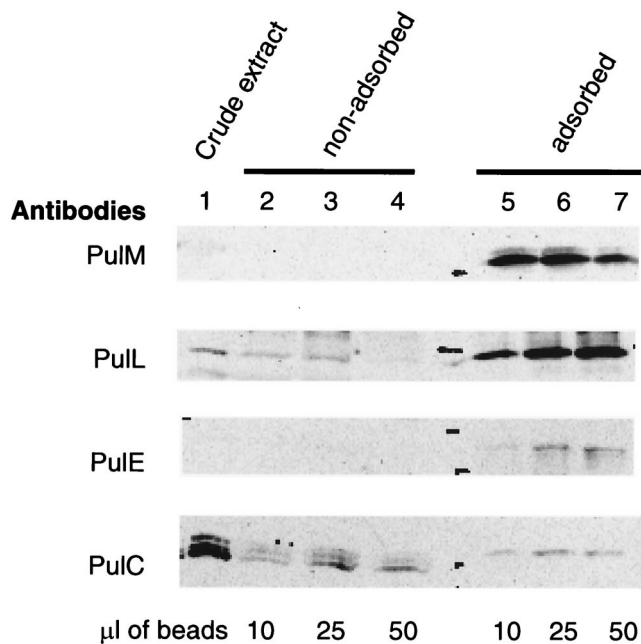 Crude extract
non-adsorbed
adsorbed
Antibodies 1 2 3 4 5 6 7
PulM
PulL
PulE
PulC
μl of beads 10 25 50 10 25 50